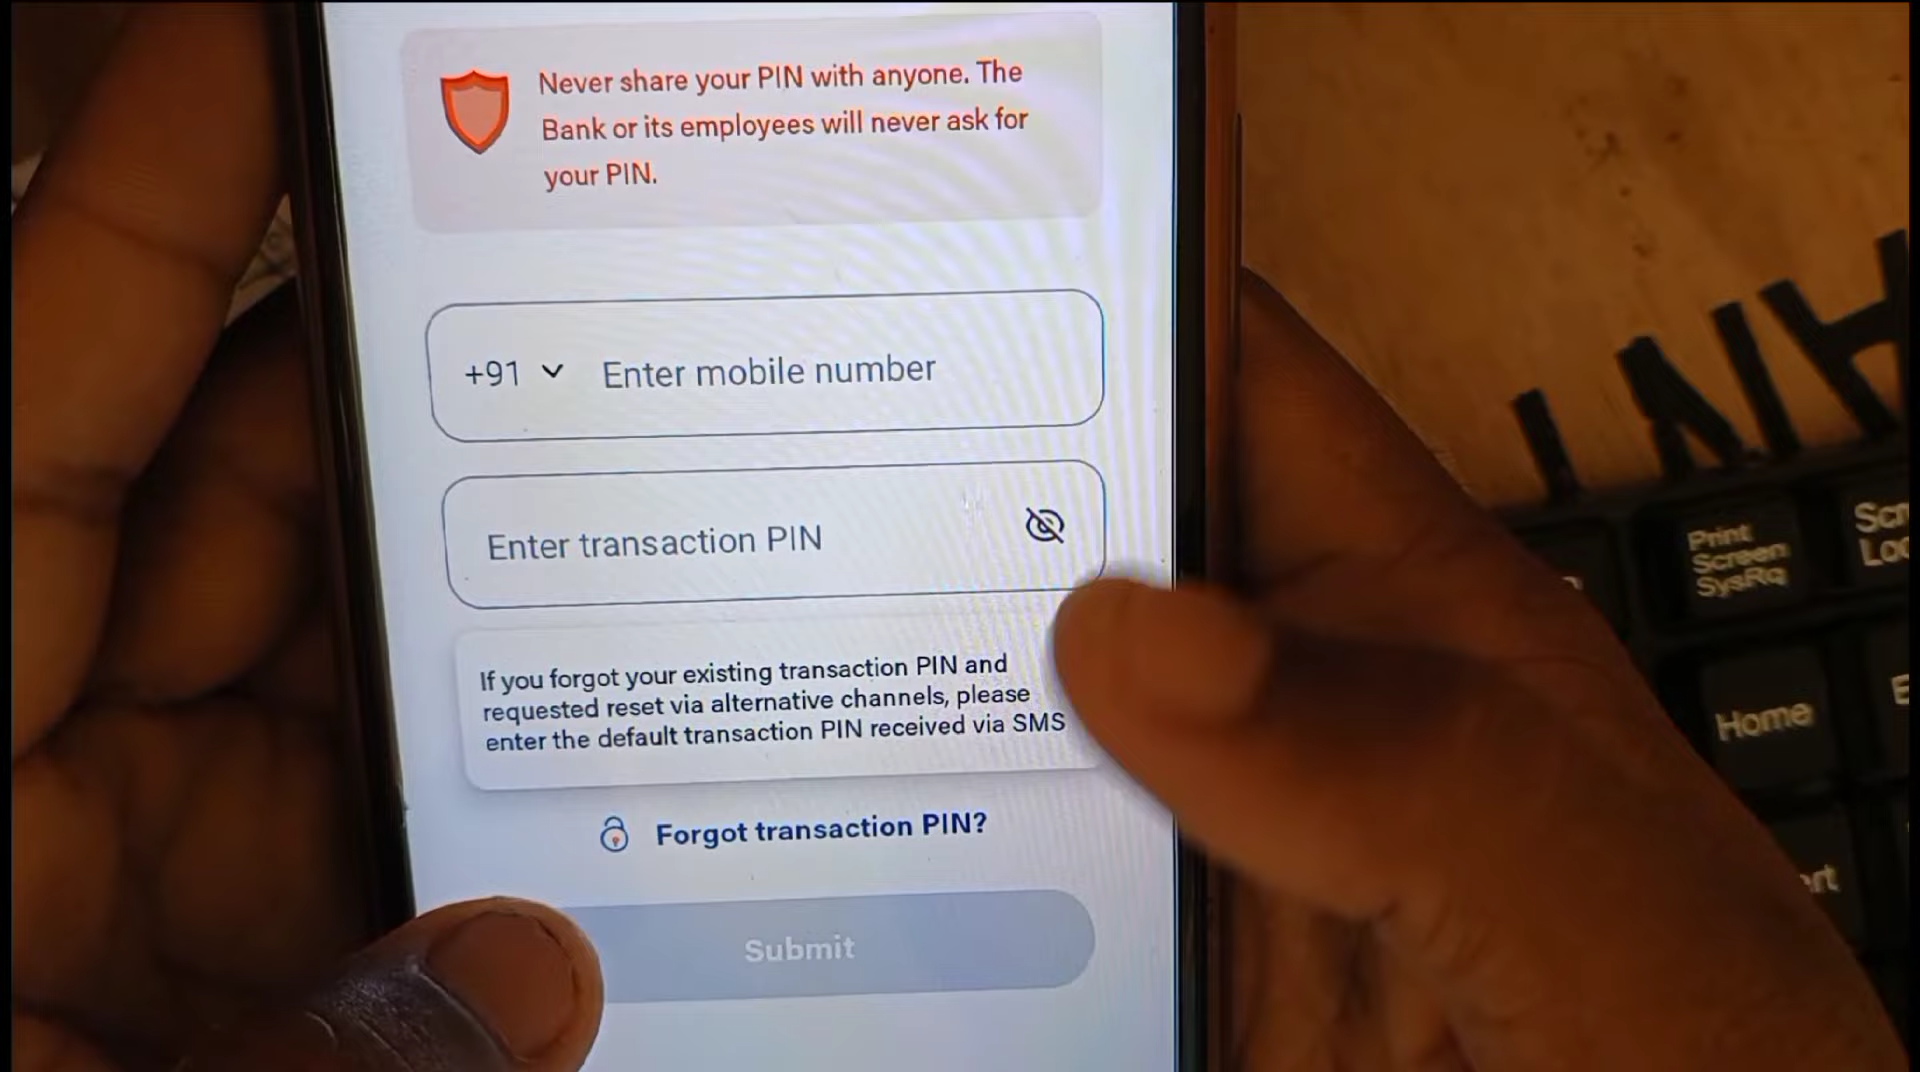 Never share your PIN with anyone. The
Bank or its employees will never ask for
your PIN.
+91 Enter mobile number
Enter transaction PIN
If you forgot your existing transaction PIN and
requested reset via alternative channels, please
enter the default transaction PIN received via SMS
Forgot transaction PIN?
Submit
Print
Screen
SysRq
Home